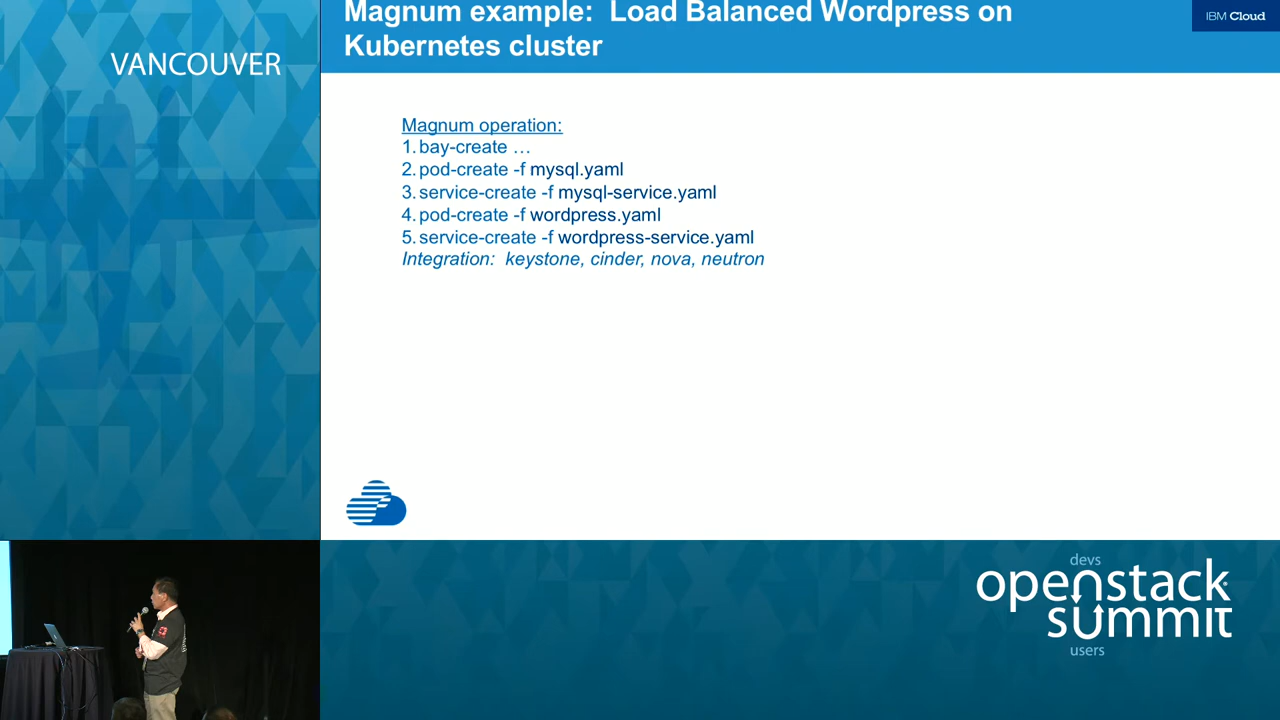 VANCOUVER
Magnum example: Load Balanced Wordpress on
Kubernetes cluster
IBM Cloud
Magnum operation:
1. bay-create …
2. pod-create -f mysql.yaml
3. service-create -f mysql-service.yaml
4. pod-create -f wordpress.yaml
5. service-create -f wordpress-service.yaml
Integration: keystone, cinder, nova, neutron
devs
openstack
summit
users